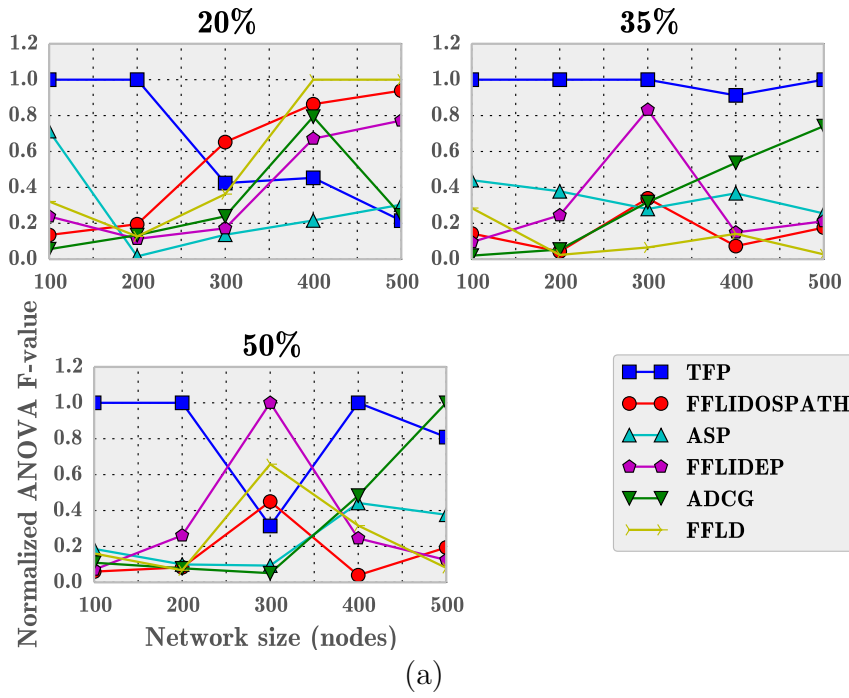 20%
35%
1.2
1.0
0.8
0.6
0.4
0.2
0.0
100 200 300 400 500
1.2
1.0
0.8
0.6
0.4
0.2
0.0
100 200 300 400 500
50%
1.2
1.0
0.8
0.6
0.4
0.2
0.0
100 200 300 400 500
Normalized ANOVA F-value
Network size (nodes)
TFP
FFLIDOSPATH
ASP
FFLIDEP
ADCG
FFLD
(a)